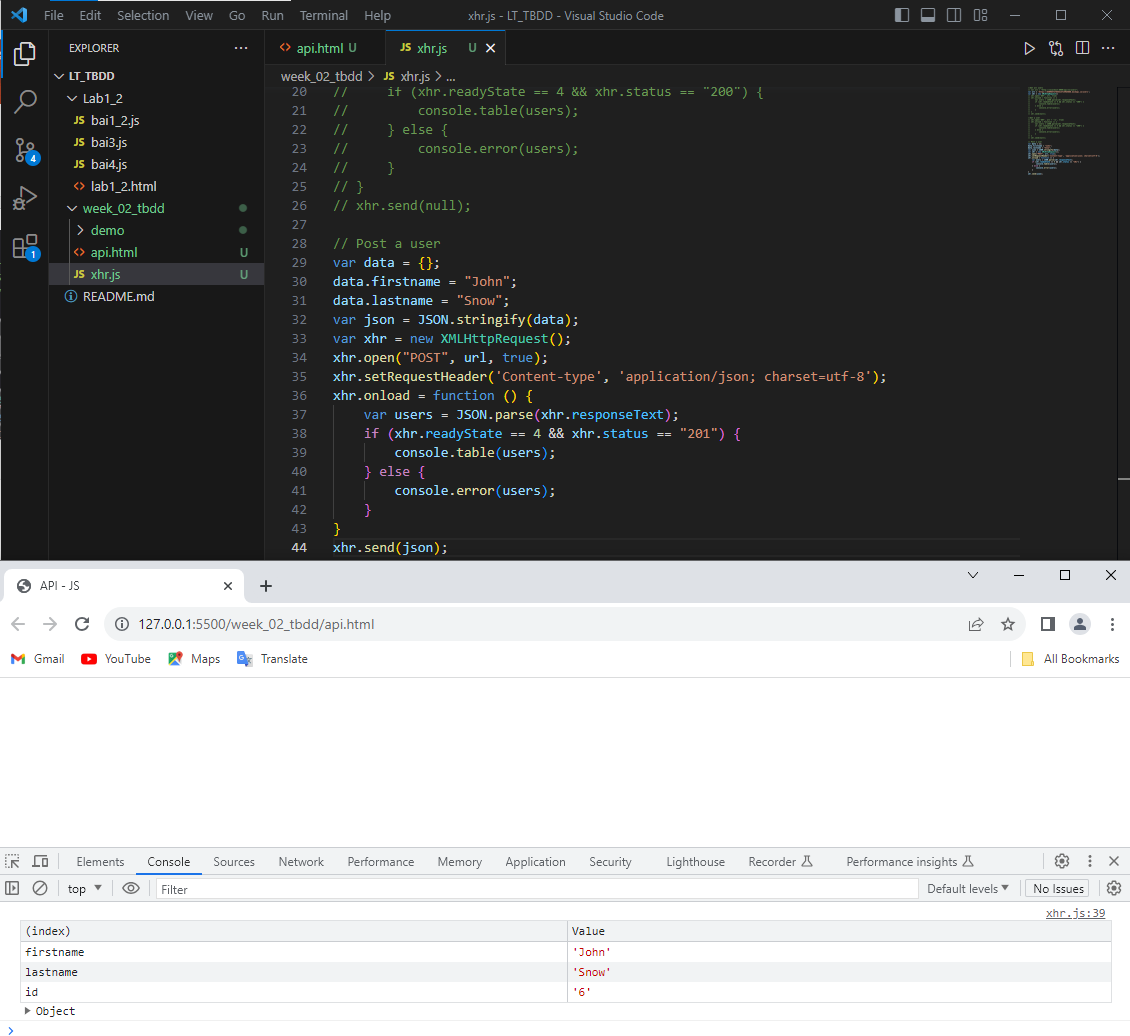 File Edit Selection View Go Run Terminal Help xhr.js - LT_TBDD - Visual Studio Code
EXPLORER
LT_TBDD
Lab1_2
JS bai1_2.js
JS bai3.js
JS bai4.js
<> lab1_2.html
week_02_tbdd
demo
<> api.html U
JS xhr.js U
README.md
4
1
<> api.html U JS xhr.js U
week_02_tbdd > JS xhr.js > ...
20 //     if (xhr.readyState == 4 && xhr.status == "200") {
21 //         console.table(users);
22 //     } else {
23 //         console.error(users);
24 //     }
25 // }
26 // xhr.send(null);
27
28 // Post a user
29 var data = {};
30 data.firstname = "John";
31 data.lastname = "Snow";
32 var json = JSON.stringify(data);
33 var xhr = new XMLHttpRequest();
34 xhr.open("POST", url, true);
35 xhr.setRequestHeader('Content-type', 'application/json; charset=utf-8');
36 xhr.onload = function () {
37     var users = JSON.parse(xhr.responseText);
38     if (xhr.readyState == 4 && xhr.status == "201") {
39         console.table(users);
40     } else {
41         console.error(users);
42     }
43 }
44 xhr.send(json);
API - JS
127.0.0.1:5500/week_02_tbdd/api.html
Gmail YouTube Maps Translate All Bookmarks
Elements Console Sources Network Performance Memory Application Security Lighthouse Recorder Performance insights
top Filter Default levels No Issues
xhr.js:39
(index) Value
firstname 'John'
lastname 'Snow'
id '6'
Object